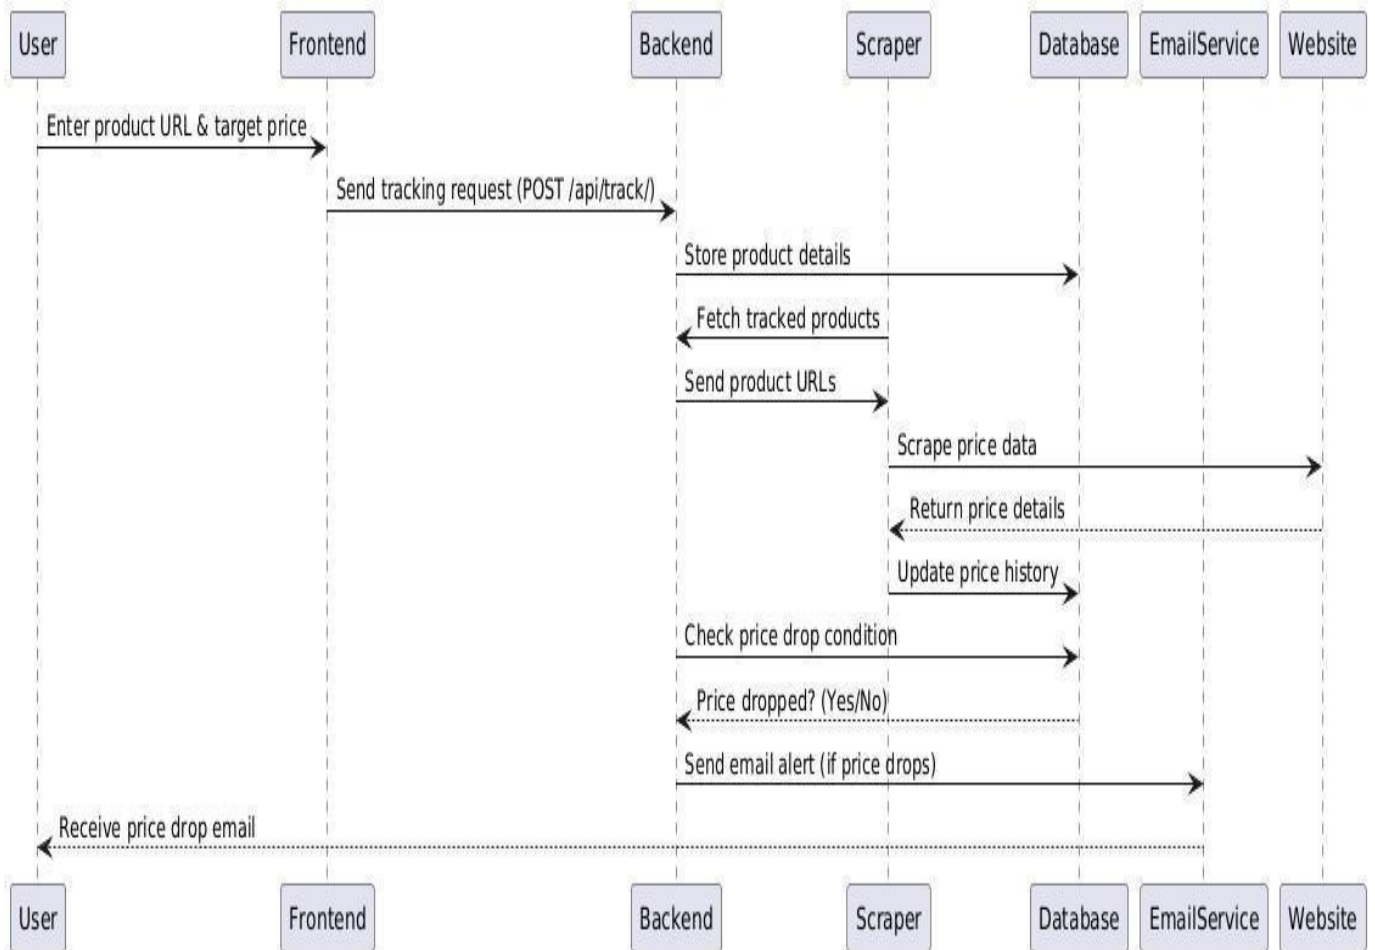 User
Frontend
Backend
Scraper
Database
EmailService
Website
Enter product URL & target price
Send tracking request (POST /api/track/)
Store product details
Fetch tracked products
Send product URLs
Scrape price data
Return price details
Update price history
Check price drop condition
Price dropped? (Yes/No)
Send email alert (if price drops)
Receive price drop email
User
Frontend
Backend
Scraper
Database
EmailService
Website